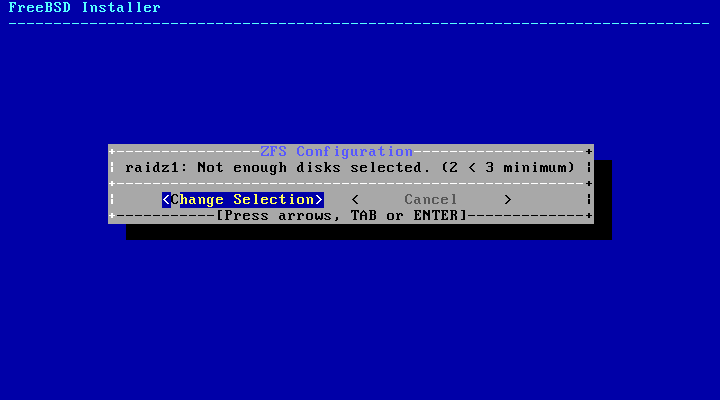 FreeBSD Installer
ZFS Configuration
raidz1: Not enough disks selected. (2 < 3 minimum)
<Change Selection> < Cancel >
[Press arrows, TAB or ENTER]